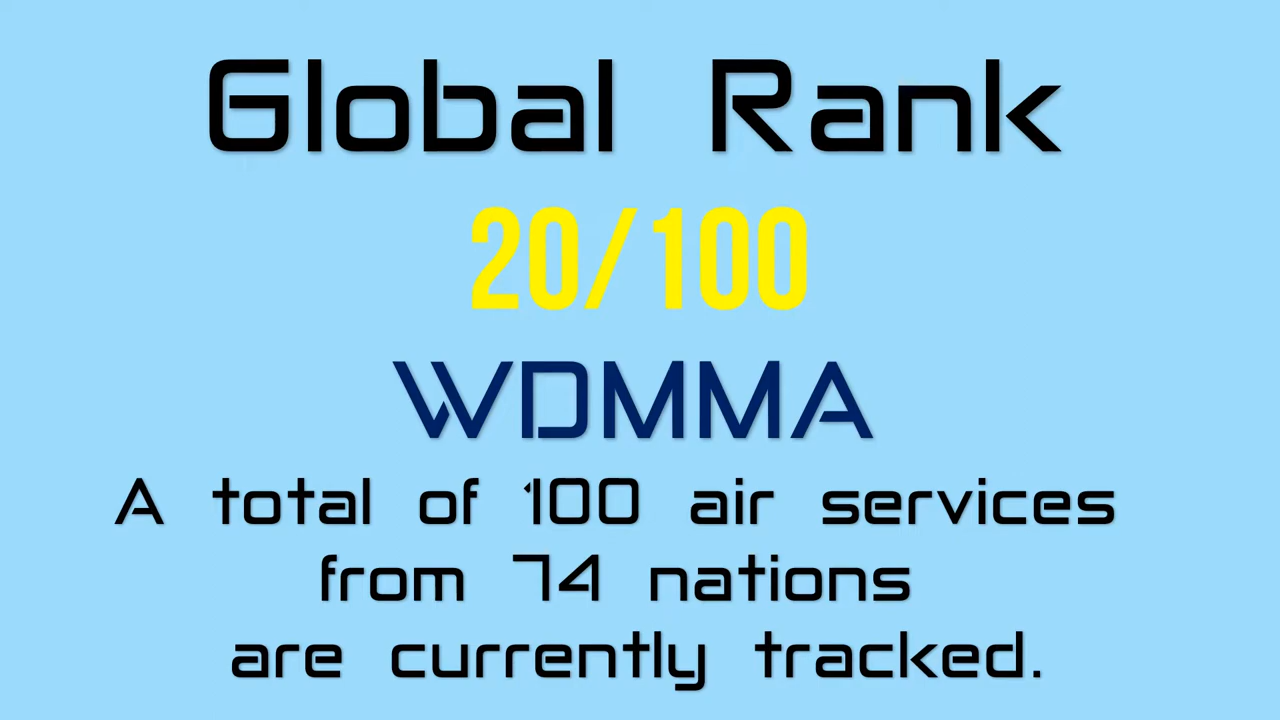 Global Rank
20/100
WDMMA
A total of 100 air services
from 74 nations
are currently tracked.